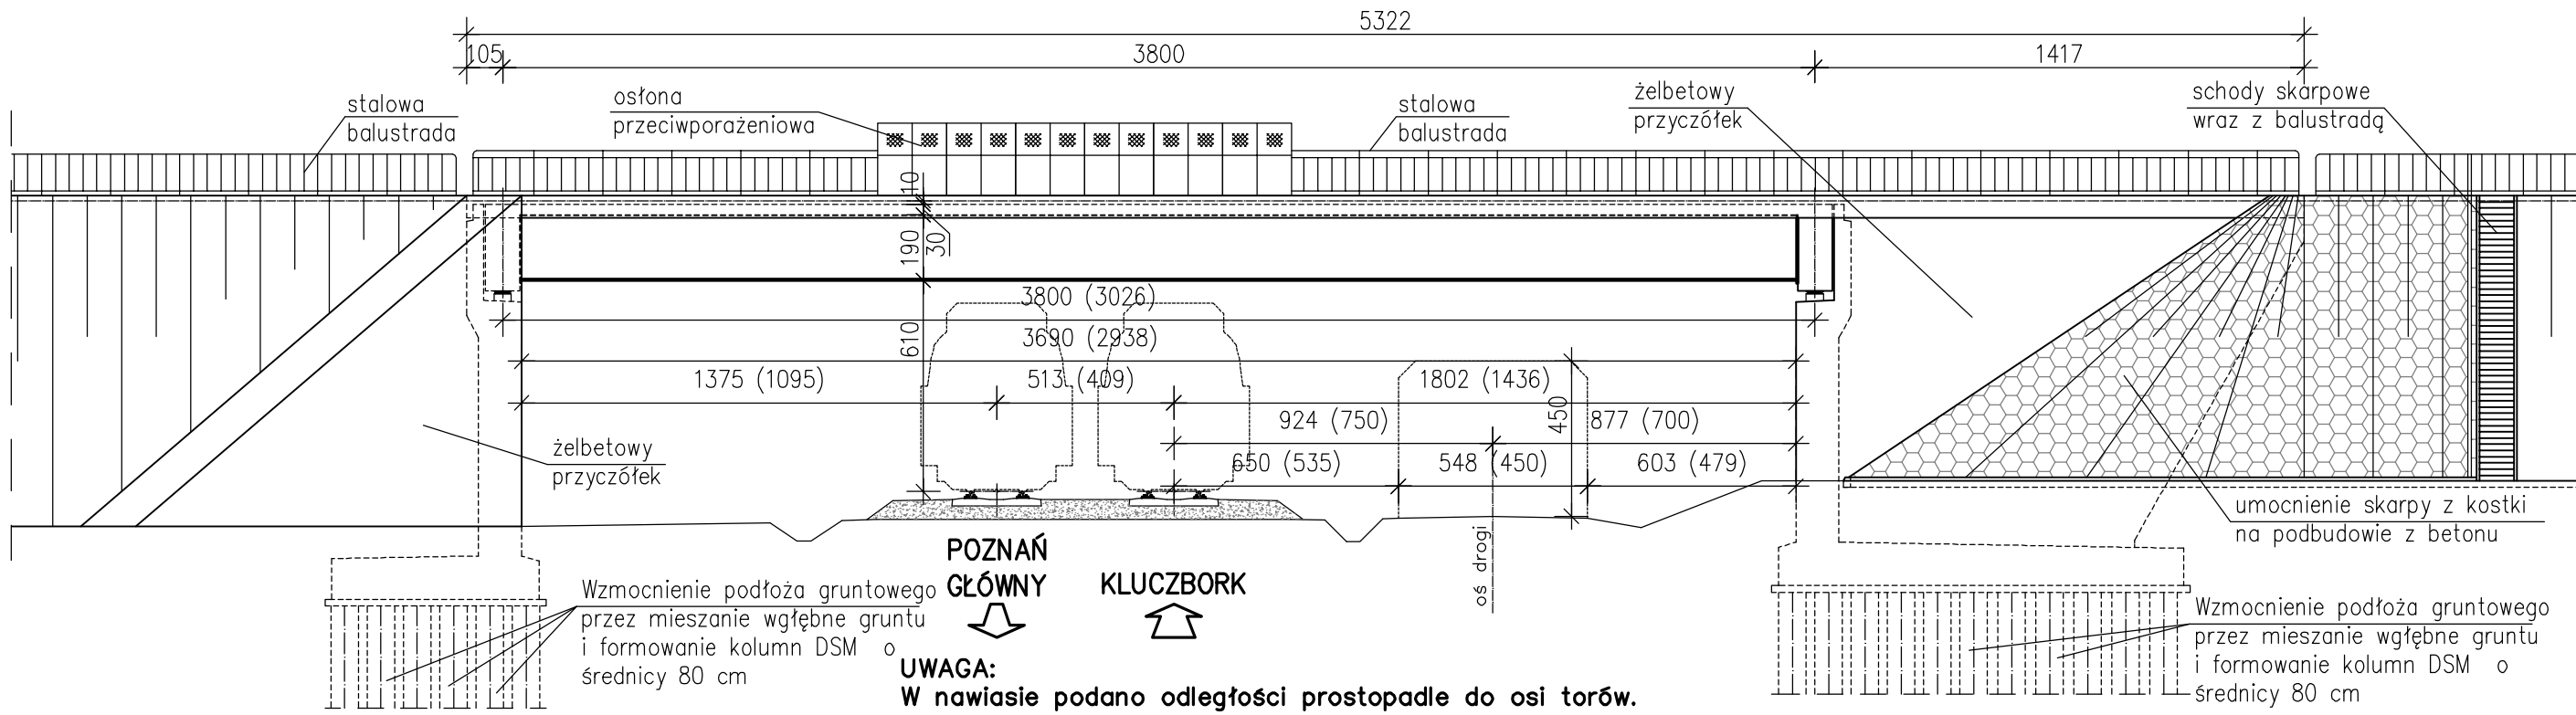 5322
105
3800
1417
stalowa
balustrada
osłona
przeciwporażeniowa
stalowa
balustrada
żelbetowy
przyczółek
schody skarpowe
wraz z balustradą
10
190
30
3800 (3026)
610
3690 (2938)
1375 (1095)
513 (409)
1802 (1436)
924 (750)
450
877 (700)
650 (535)
548 (450)
603 (479)
żelbetowy
przyczółek
umocnienie skarpy z kostki
na podbudowie z betonu
oś drogi
POZNAŃ
GŁÓWNY
KLUCZBORK
Wzmocnienie podłoża gruntowego
przez mieszanie wgłębne gruntu
i formowanie kolumn DSM o
średnicy 80 cm
Wzmocnienie podłoża gruntowego
przez mieszanie wgłębne gruntu
i formowanie kolumn DSM o
średnicy 80 cm
UWAGA:
W nawiasie podano odległości prostopadle do osi torów.